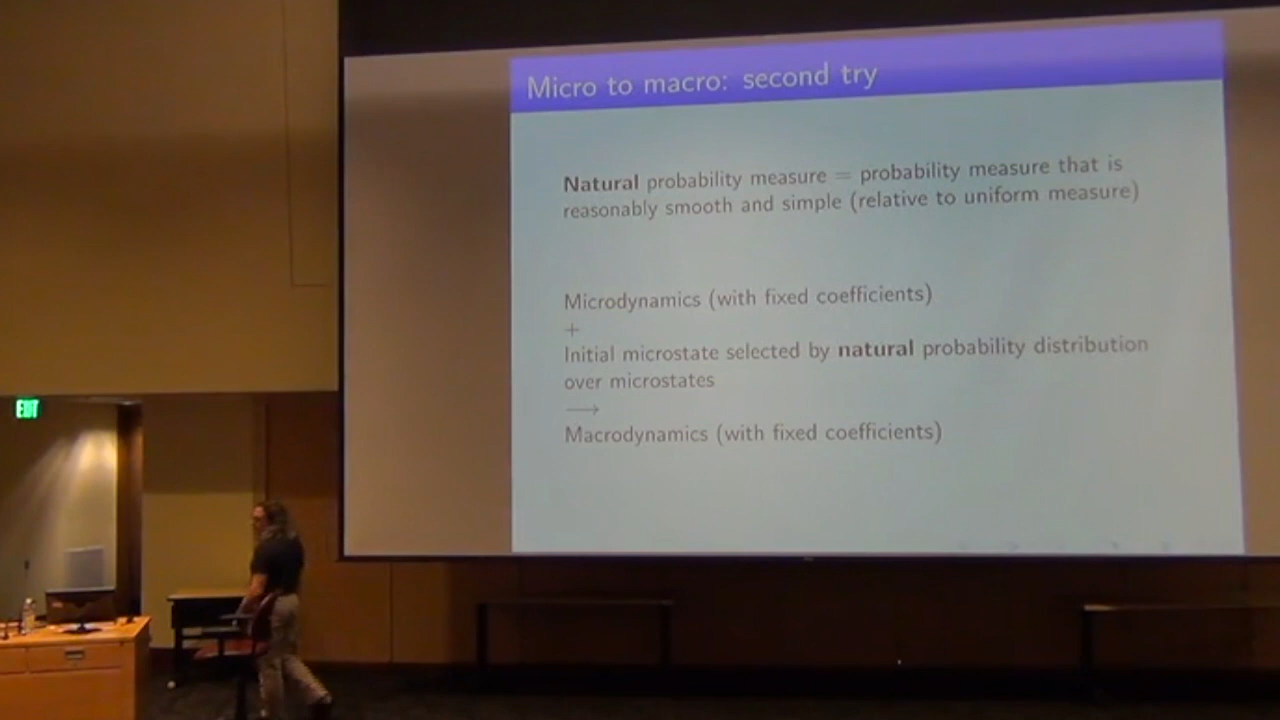 Micro to macro: second try
Natural probability measure = probability measure that is
reasonably smooth and simple (relative to uniform measure)
Microdynamics (with fixed coefficients)
+
Initial microstate selected by natural probability distribution
over microstates
⟶
Macrodynamics (with fixed coefficients)
EXIT